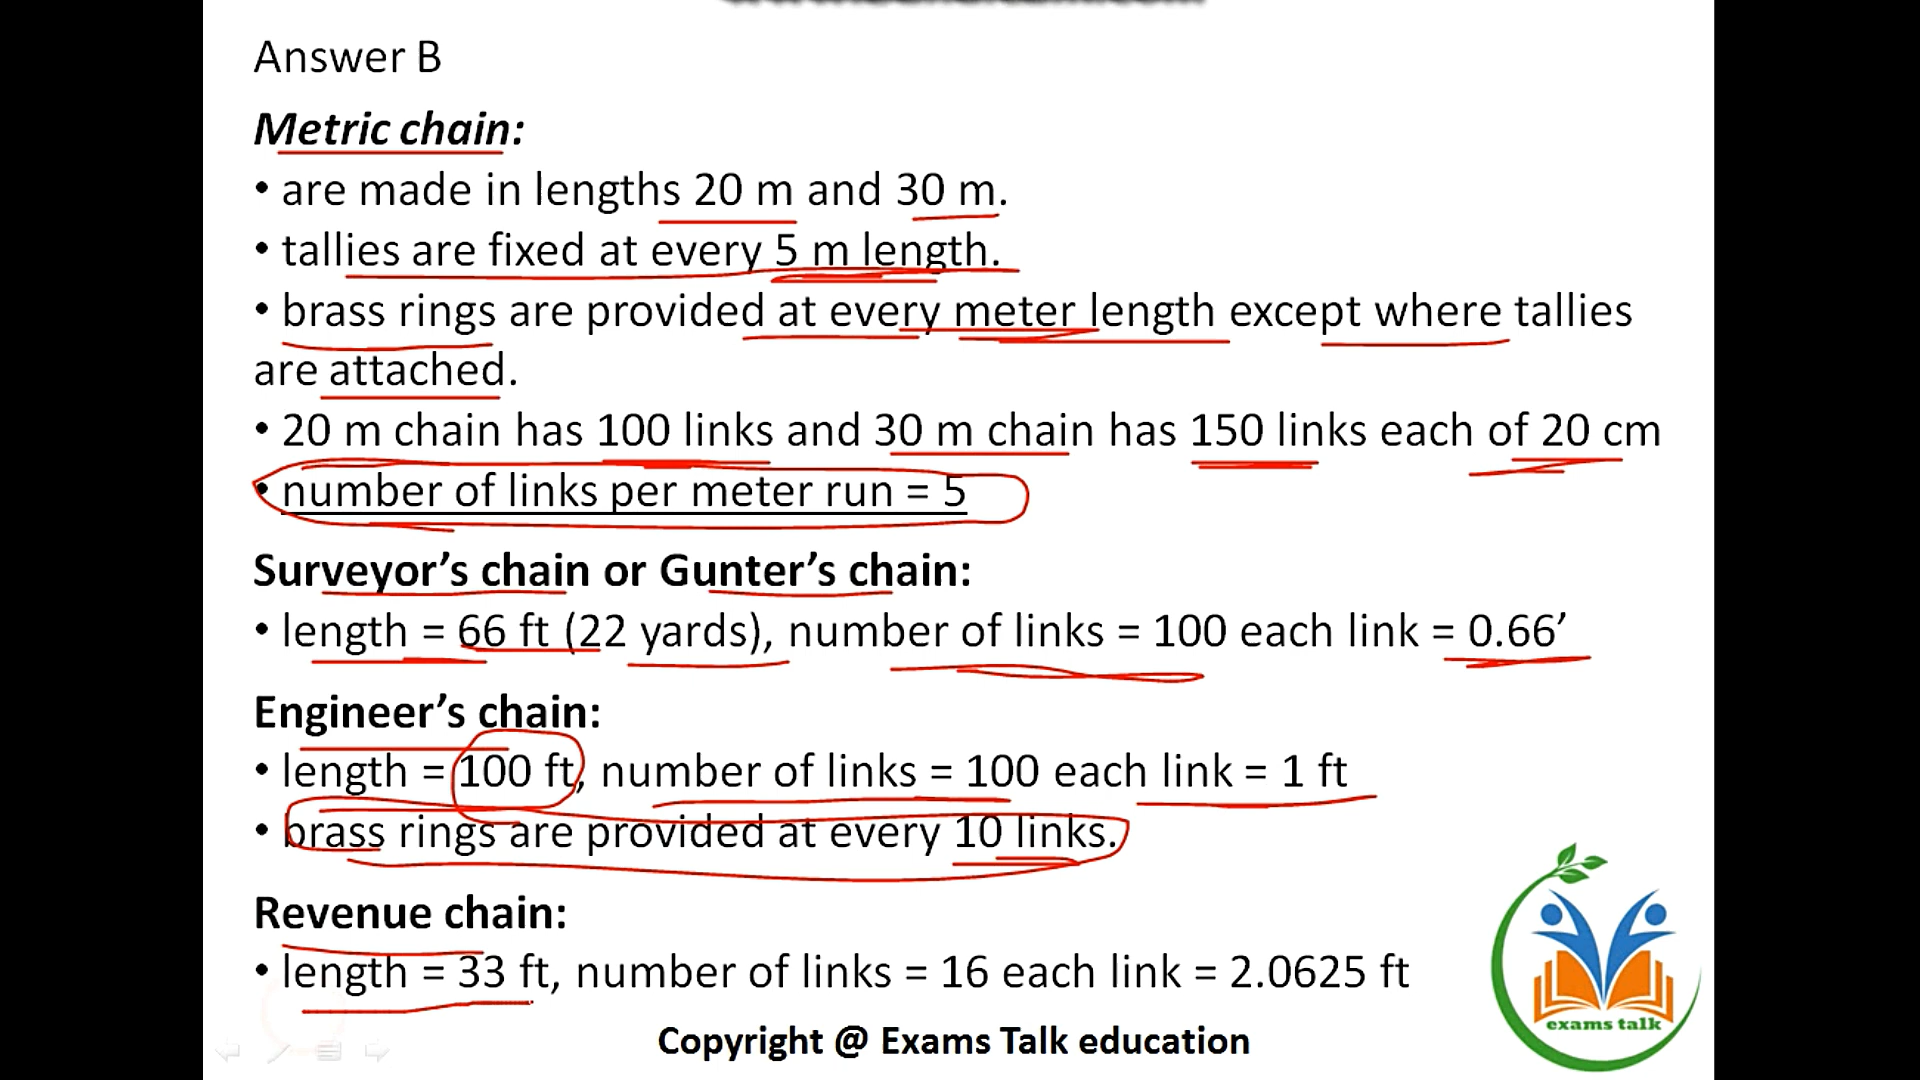 Answer B
Metric chain:
• are made in lengths 20 m and 30 m.
• tallies are fixed at every 5 m length.
• brass rings are provided at every meter length except where tallies
are attached.
• 20 m chain has 100 links and 30 m chain has 150 links each of 20 cm
• number of links per meter run = 5
Surveyor’s chain or Gunter’s chain:
• length = 66 ft (22 yards), number of links = 100 each link = 0.66’
Engineer’s chain:
• length = 100 ft, number of links = 100 each link = 1 ft
• brass rings are provided at every 10 links.
Revenue chain:
• length = 33 ft, number of links = 16 each link = 2.0625 ft
exams talk
Copyright @ Exams Talk education